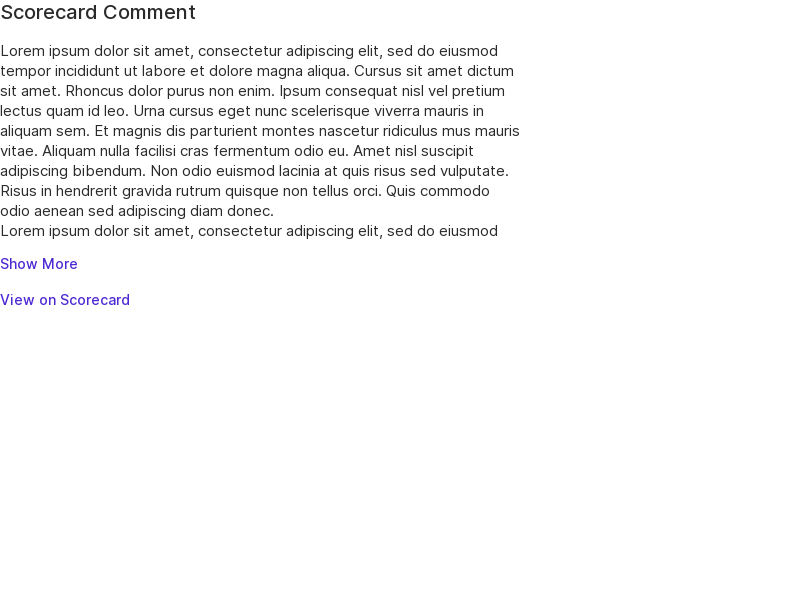 Scorecard Comment
Lorem ipsum dolor sit amet, consectetur adipiscing elit, sed do eiusmod
tempor incididunt ut labore et dolore magna aliqua. Cursus sit amet dictum
sit amet. Rhoncus dolor purus non enim. Ipsum consequat nisl vel pretium
lectus quam id leo. Urna cursus eget nunc scelerisque viverra mauris in
aliquam sem. Et magnis dis parturient montes nascetur ridiculus mus mauris
vitae. Aliquam nulla facilisi cras fermentum odio eu. Amet nisl suscipit
adipiscing bibendum. Non odio euismod lacinia at quis risus sed vulputate.
Risus in hendrerit gravida rutrum quisque non tellus orci. Quis commodo
odio aenean sed adipiscing diam donec.
Lorem ipsum dolor sit amet, consectetur adipiscing elit, sed do eiusmod
Show More
View on Scorecard